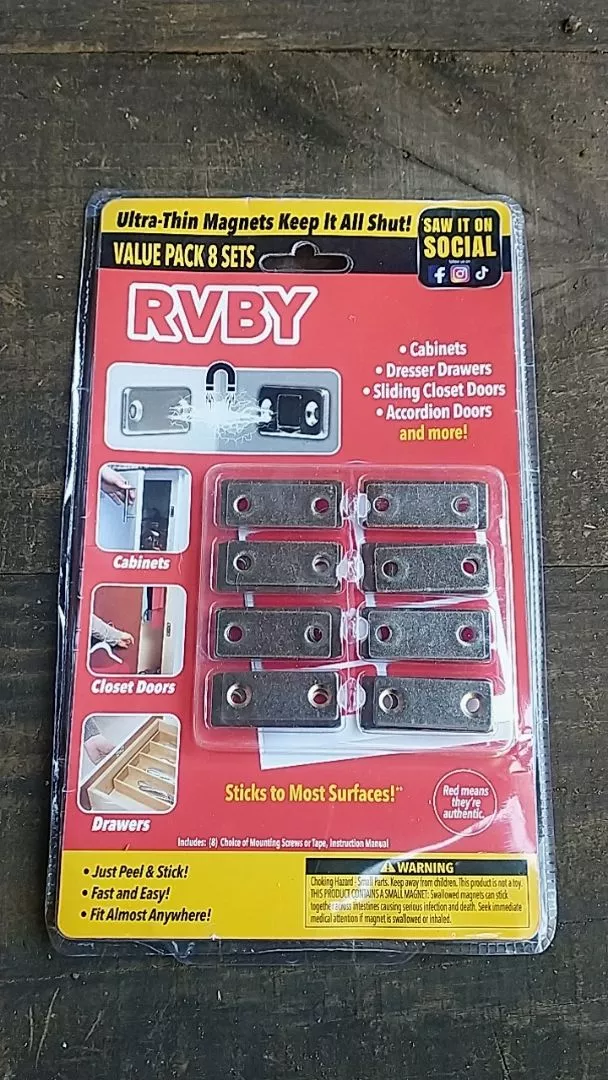 Ultra-Thin Magnets Keep It All Shut!
SAW IT ON
SOCIAL
follow us on
VALUE PACK 8 SETS
RVBY
• Cabinets
• Dresser Drawers
• Sliding Closet Doors
• Accordion Doors
and more!
Cabinets
Closet Doors
Drawers
Sticks to Most Surfaces!**
Red means
they're
authentic.
Includes: (8) Choice of Mounting Screws or Tape, Instruction Manual
• Just Peel & Stick!
• Fast and Easy!
• Fit Almost Anywhere!
WARNING
Choking Hazard - Small Parts. Keep away from children. This product is not a toy.
THIS PRODUCT CONTAINS A SMALL MAGNET: Swallowed magnets can stick
together across intestines causing serious infection and death. Seek immediate
medical attention if magnet is swallowed or inhaled.